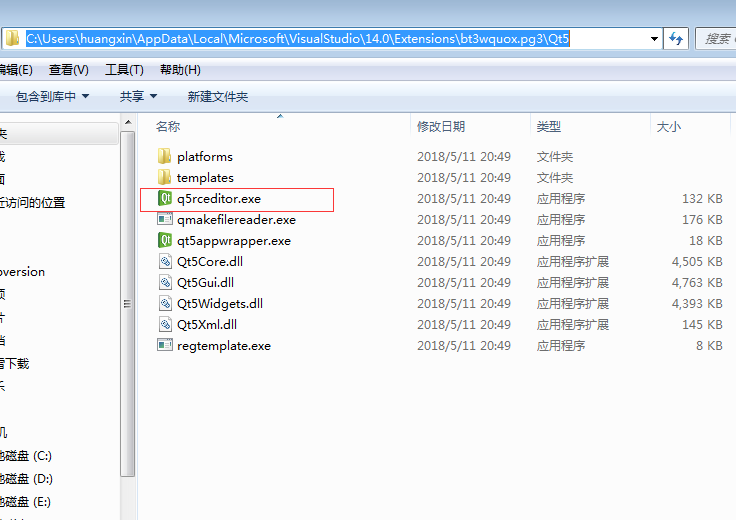 C:\Users\huangxin\AppData\Local\Microsoft\VisualStudio\14.0\Extensions\bt3wquox.pg3\Qt5 搜索
编辑(E) 查看(V) 工具(T) 帮助(H)
包含到库中 共享 新建文件夹
名称 修改日期 类型 大小
夹
platforms 2018/5/11 20:49 文件夹
面
templates 2018/5/11 20:49 文件夹
近访问的位置
q5rceditor.exe 2018/5/11 20:49 应用程序 132 KB
qmakefilereader.exe 2018/5/11 20:49 应用程序 176 KB
qt5appwrapper.exe 2018/5/11 20:49 应用程序 18 KB
Qt5Core.dll 2018/5/11 20:49 应用程序扩展 4,505 KB
bversion
Qt5Gui.dll 2018/5/11 20:49 应用程序扩展 4,763 KB
频
Qt5Widgets.dll 2018/5/11 20:49 应用程序扩展 4,393 KB
片
Qt5Xml.dll 2018/5/11 20:49 应用程序扩展 145 KB
档
regtemplate.exe 2018/5/11 20:49 应用程序 8 KB
雷下载
乐
机
地磁盘 (C:)
地磁盘 (D:)
地磁盘 (E:)